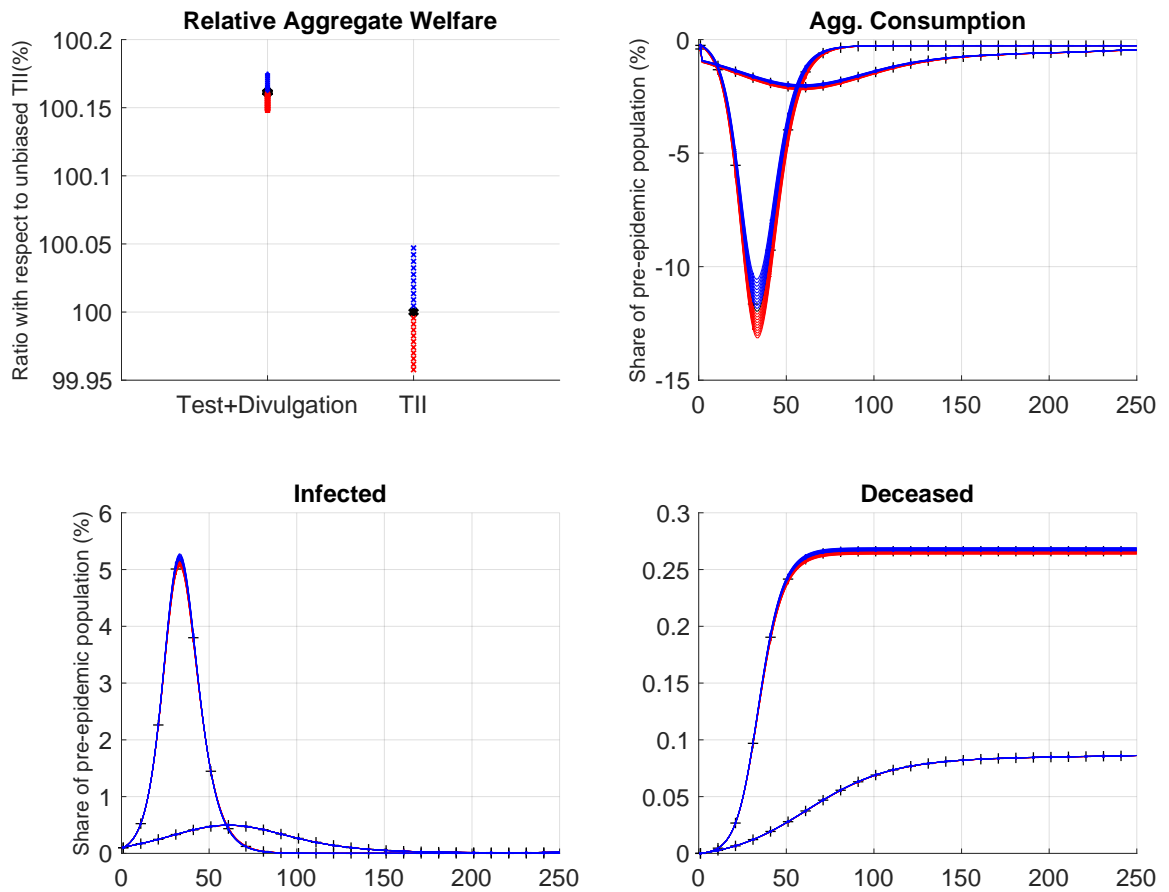 Relative Aggregate Welfare
Ratio with respect to unbiased TII(%)
100.2
100.15
100.1
100.05
100
99.95
Test+Divulgation
TII
Agg. Consumption
Share of pre-epidemic population (%)
0
-5
-10
-15
0 50 100 150 200 250
Infected
Share of pre-epidemic population (%)
6
5
4
3
2
1
0
0 50 100 150 200 250
Deceased
0.3
0.25
0.2
0.15
0.1
0.05
0
0 50 100 150 200 250